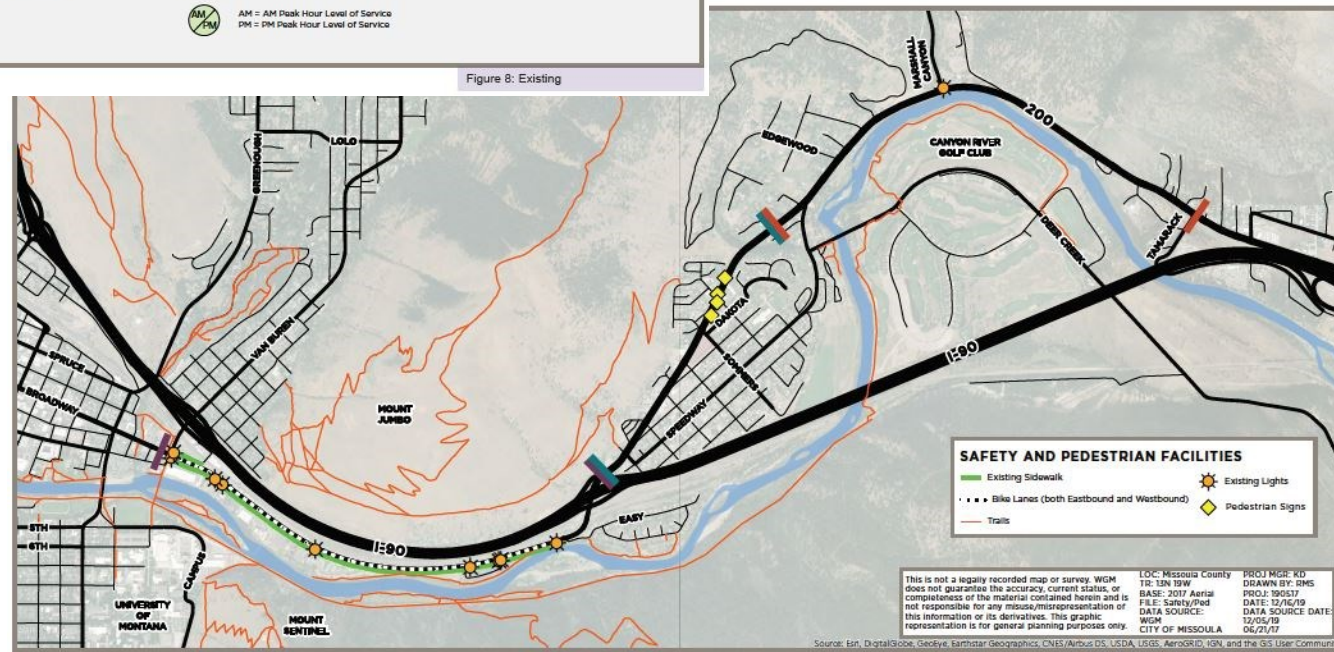 AM/PM
AM = AM Peak Hour Level of Service
PM = PM Peak Hour Level of Service
Figure 8: Existing
MARSHALL
CANYON
200
EDGEWOOD
CANYON RIVER
GOLF CLUB
GREENOUGH
LOLO
DEER CREEK
TAMARACK
DAKOTA
SOMMERS
SPEEDWAY
VAN BUREN
SPRUCE
BROADWAY
MOUNT
JUMBO
I-90
I-90
EASY
5TH
6TH
CAMPUS
UNIVERSITY
OF
MONTANA
MOUNT
SENTINEL
SAFETY AND PEDESTRIAN FACILITIES
Existing Sidewalk
Bike Lanes (both Eastbound and Westbound)
Trails
Existing Lights
Pedestrian Signs
This is not a legally recorded map or survey. WGM
does not guarantee the accuracy, current status, or
completeness of the material contained herein and is
not responsible for any misuse/misrepresentation of
this information or its derivatives. This graphic
representation is for general planning purposes only.
LOC: Missoula County
TR: 13N 19W
BASE: 2017 Aerial
FILE: Safety/Ped
DATA SOURCE:
WGM
CITY OF MISSOULA
PROJ MGR: KD
DRAWN BY: RMS
PROJ: 190517
DATE: 12/16/19
DATA SOURCE DATE:
12/05/19
06/21/17
Source: Esri, DigitalGlobe, GeoEye, Earthstar Geographics, CNES/Airbus DS, USDA, USGS, AeroGRID, IGN, and the GIS User Commun